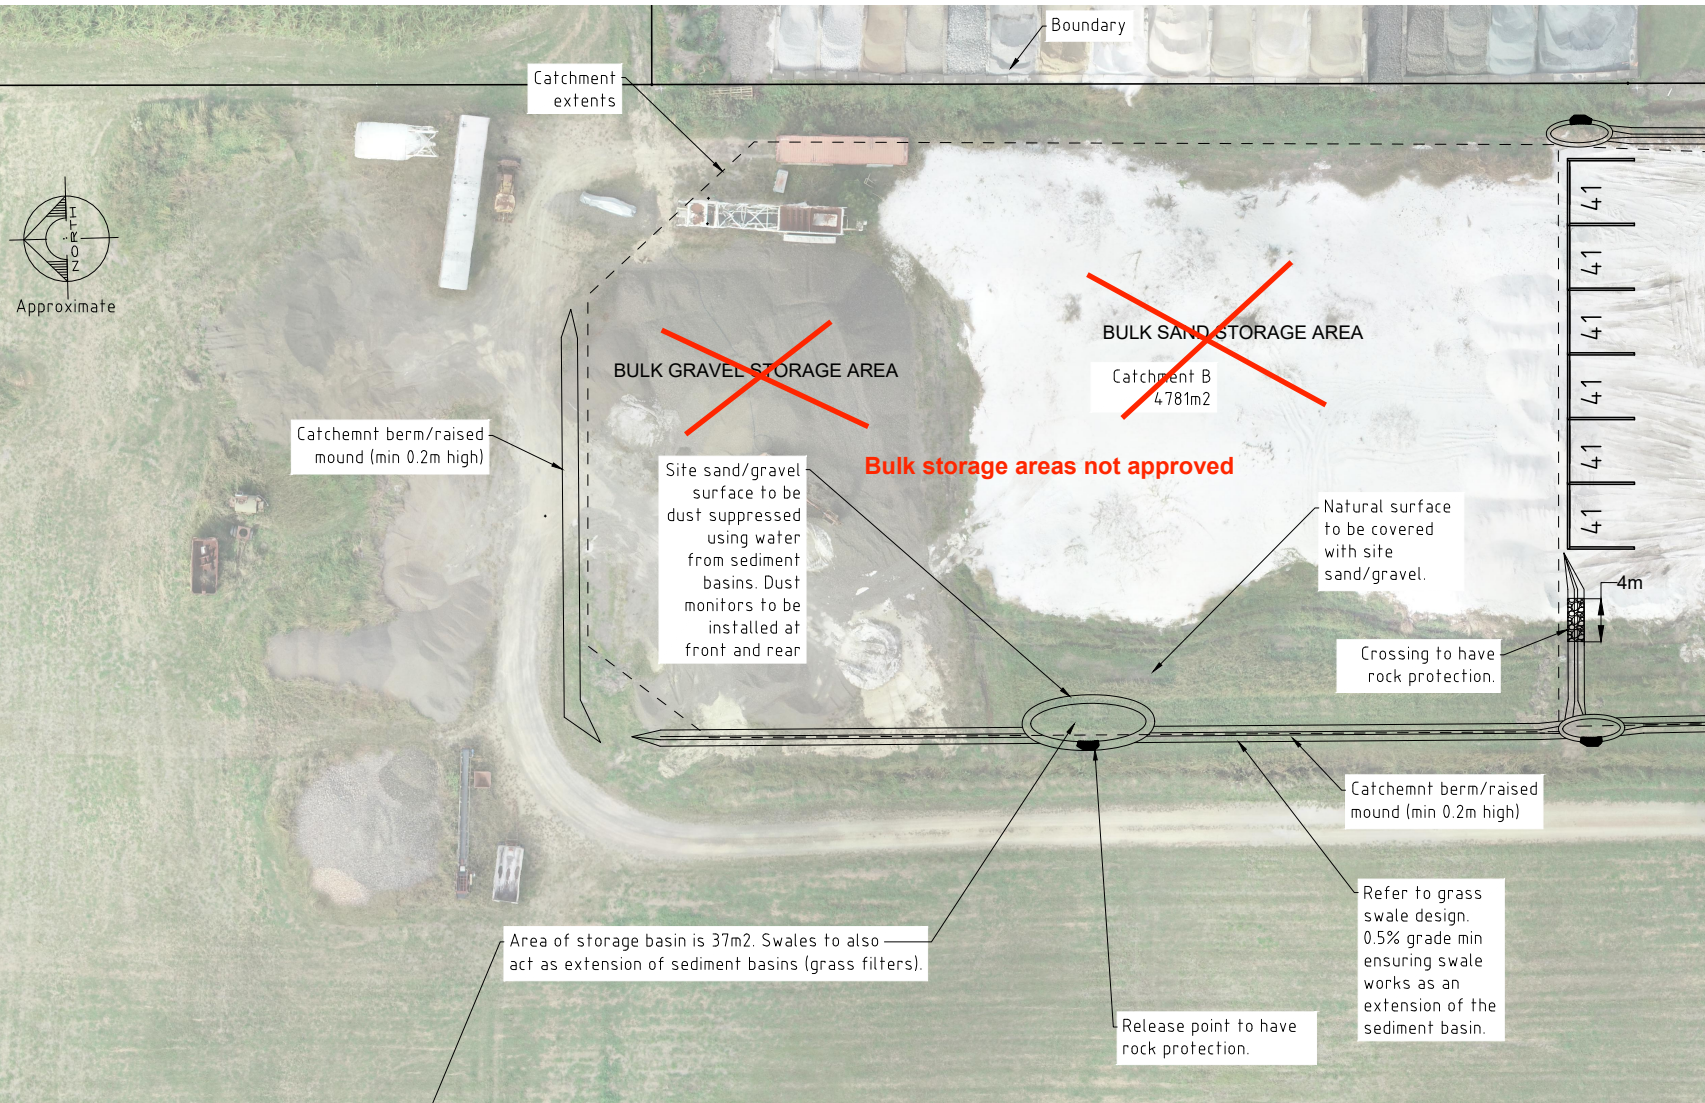 Boundary
Catchment
extents
NORTH
Approximate
BULK GRAVEL STORAGE AREA
BULK SAND STORAGE AREA
Catchment B
4781m2
Bulk storage areas not approved
Catchemnt berm/raised
mound (min 0.2m high)
Site sand/gravel
surface to be
dust suppressed
using water
from sediment
basins. Dust
monitors to be
installed at
front and rear
Natural surface
to be covered
with site
sand/gravel.
41
41
41
41
41
41
4m
Crossing to have
rock protection.
Catchemnt berm/raised
mound (min 0.2m high)
Refer to grass
swale design.
0.5% grade min
ensuring swale
works as an
extension of the
sediment basin.
Area of storage basin is 37m2. Swales to also
act as extension of sediment basins (grass filters).
Release point to have
rock protection.